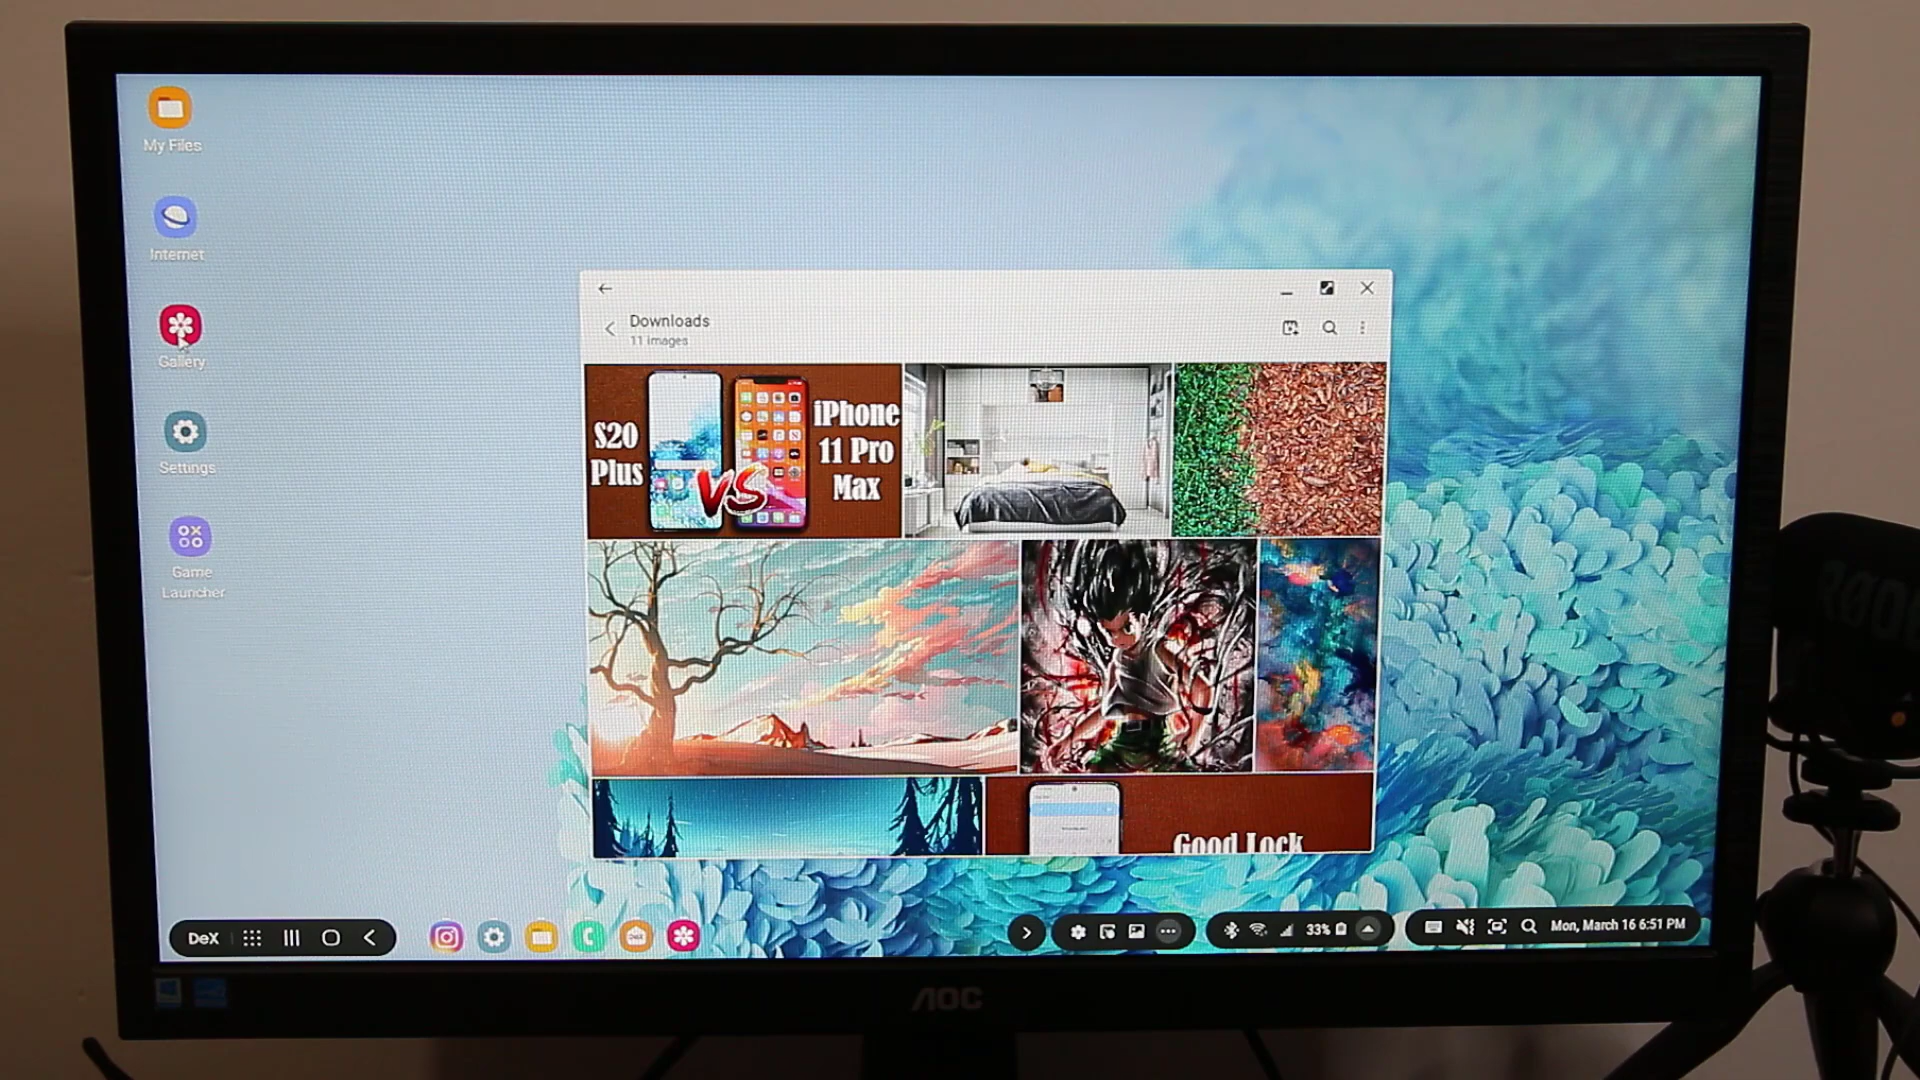 My Files
Internet
Gallery
Settings
Game
Launcher
Downloads
11 images
S20
Plus
VS
iPhone
11 Pro
Max
Good Lock
DeX
33%
Mon, March 16 6:51 PM
AOC